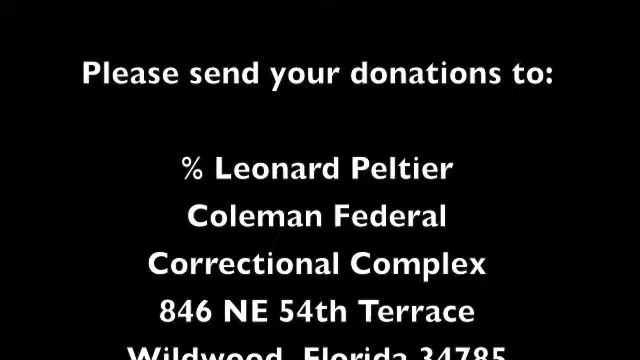 Please send your donations to:
% Leonard Peltier
Coleman Federal
Correctional Complex
846 NE 54th Terrace
Wildwood, Florida 34785